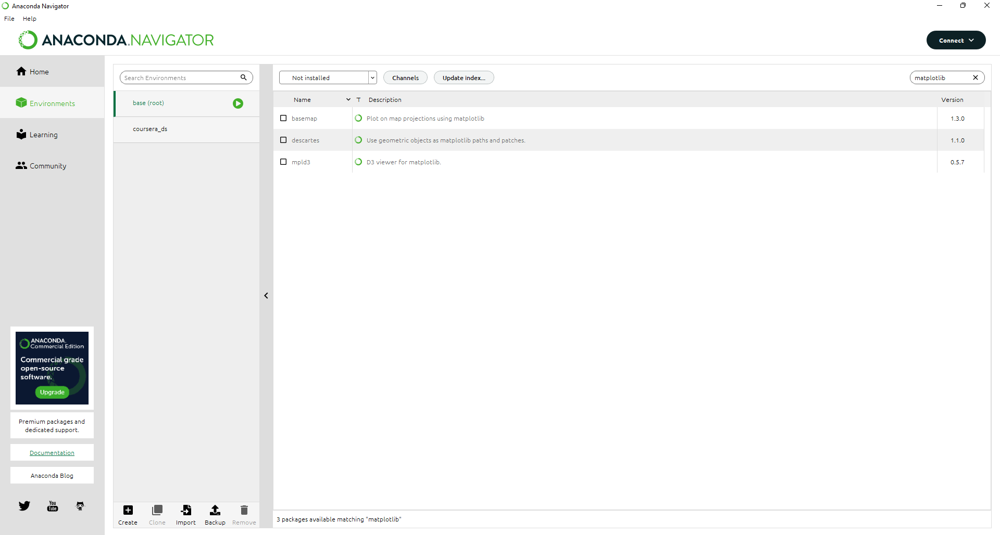 Anaconda Navigator
File Help
ANACONDA.NAVIGATOR
Connect
Home
Environments
Learning
Community
ANACONDA.
Commercial Edition
Commercial grade
open-source
software.
Upgrade
Premium packages and
dedicated support.
Documentation
Anaconda Blog
You
Tube
Search Environments
base (root)
coursera_ds
Create Clone Import Backup Remove
Not installed Channels Update index... matplotlib
Name T Description Version
basemap Plot on map projections using matplotlib 1.3.0
descartes Use geometric objects as matplotlib paths and patches. 1.1.0
mpld3 D3 viewer for matplotlib. 0.5.7
3 packages available matching "matplotlib"